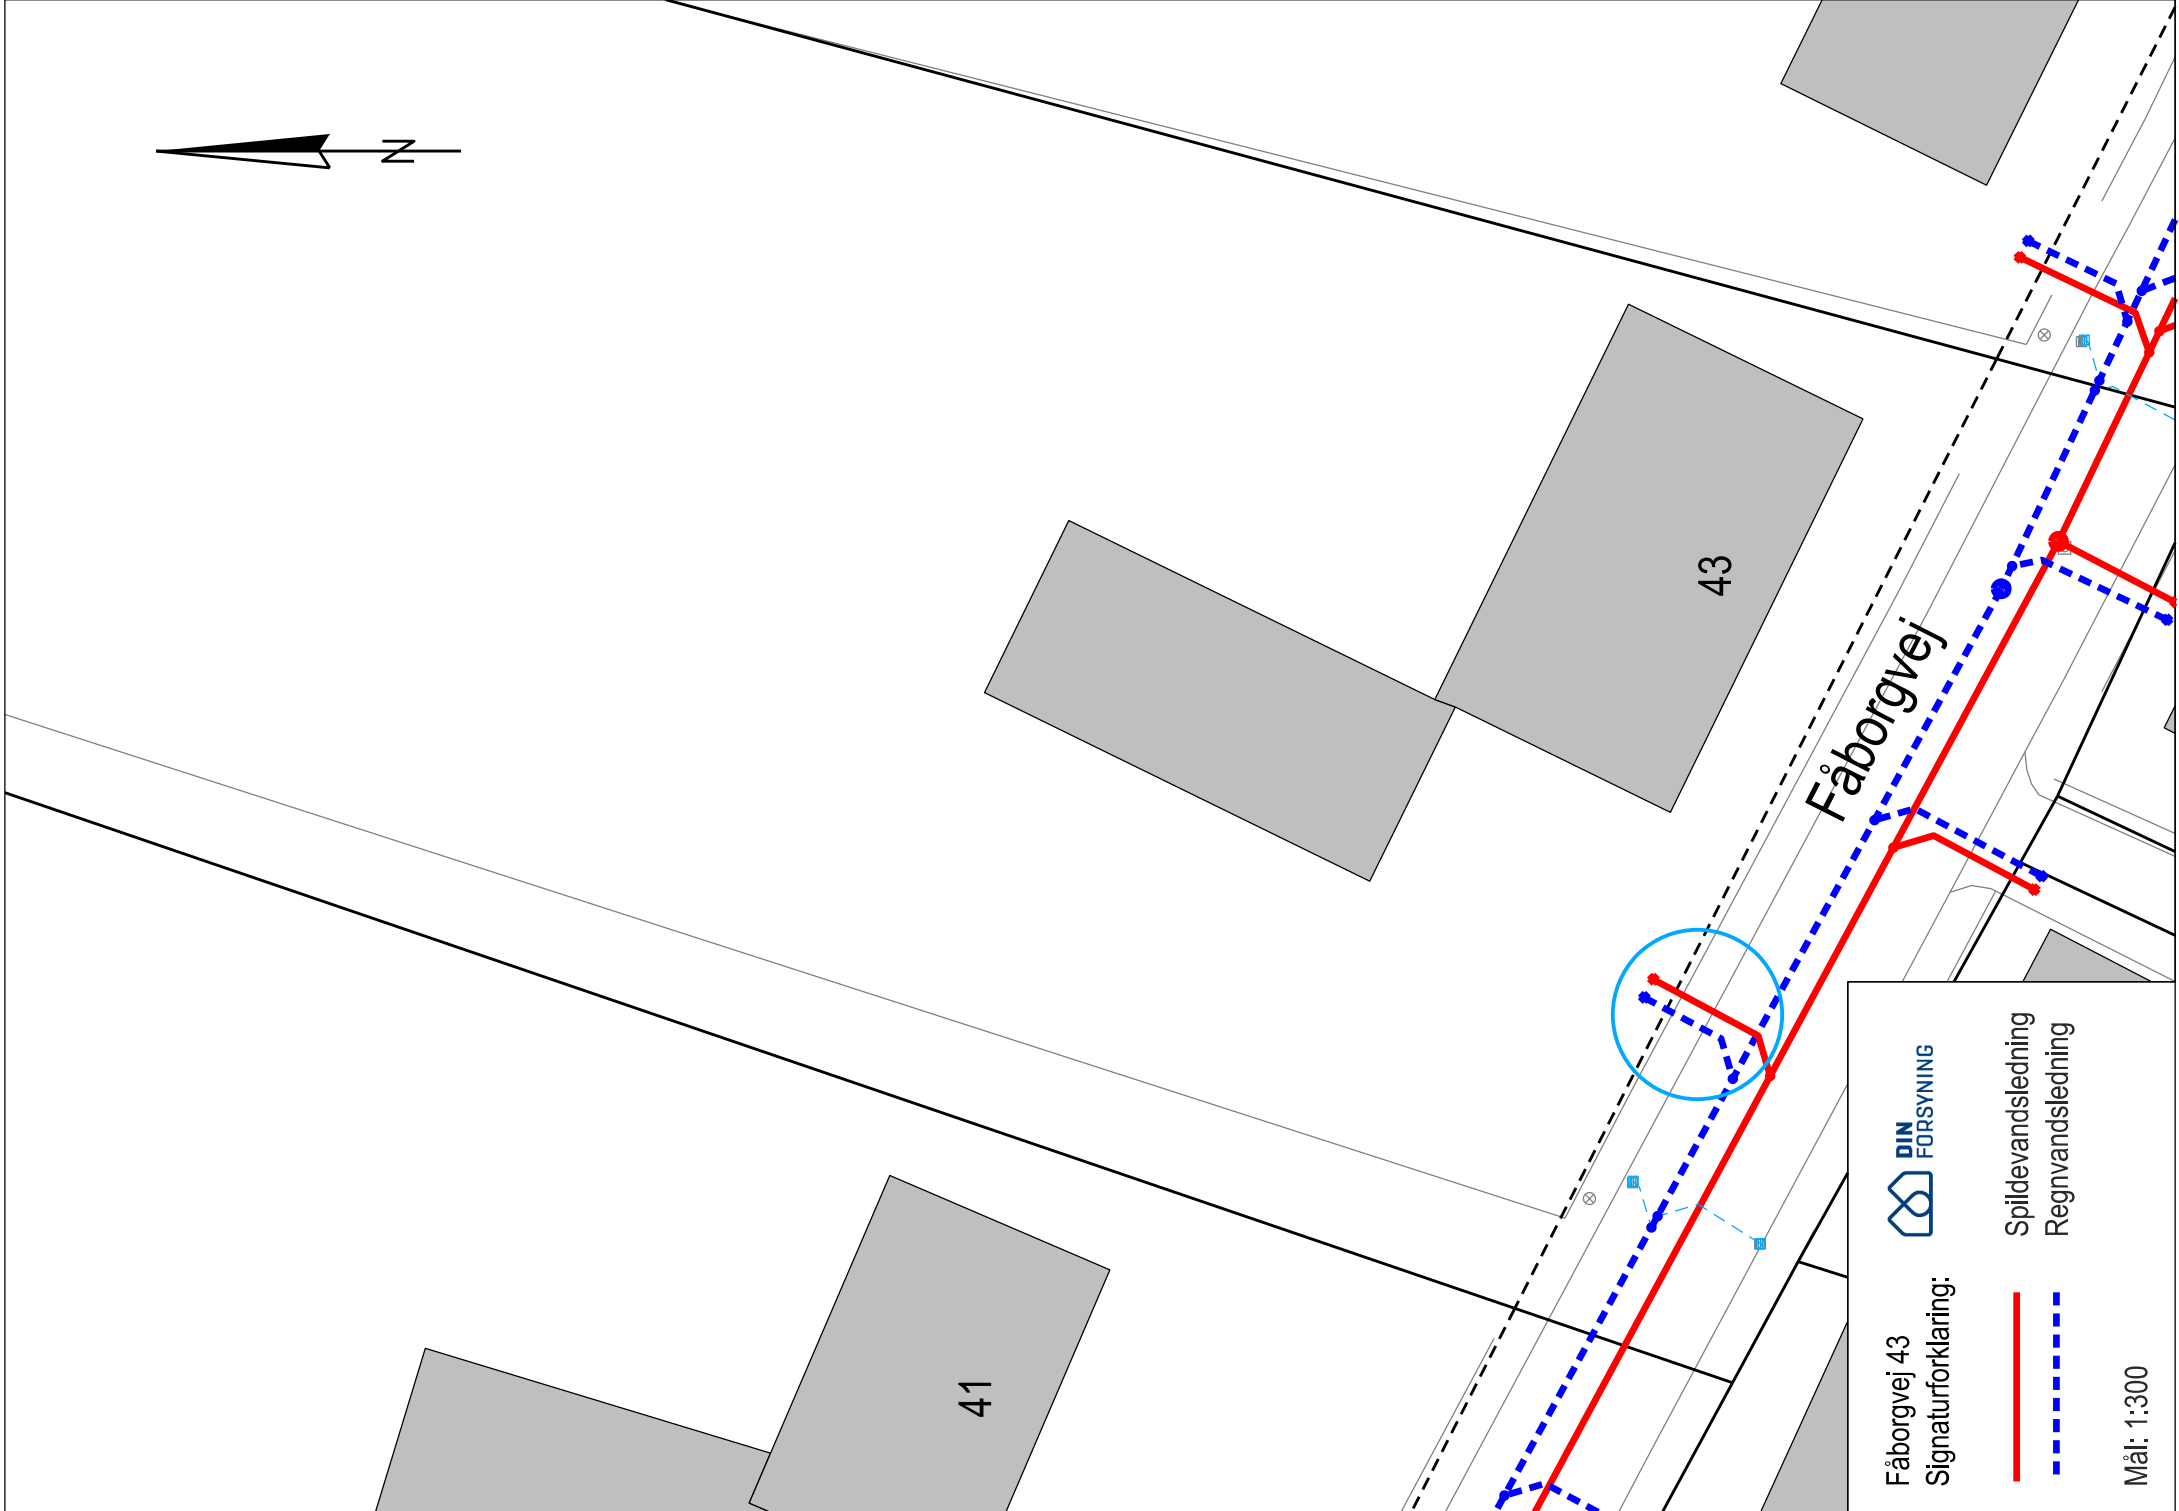 N
43
Fåborgvej
41
Fåborgvej 43
Signaturforklaring:
DIN
FORSYNING
Spildevandsledning
Regnvandsledning
Mål: 1:300